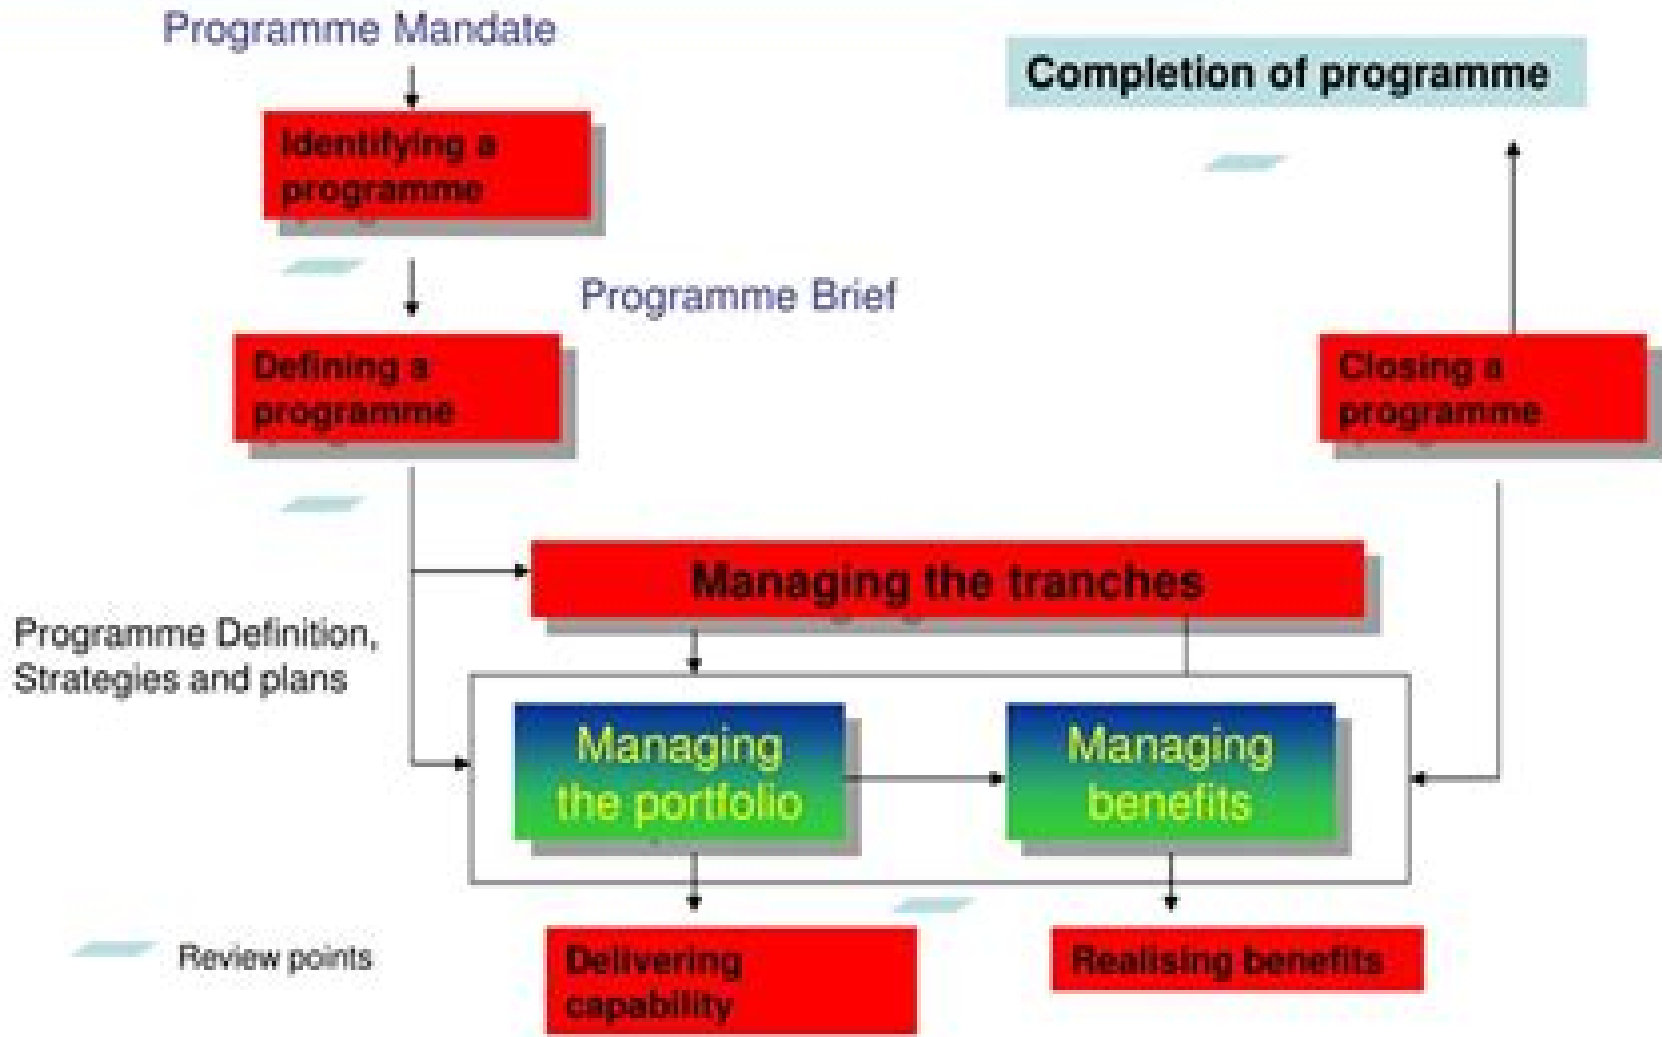 Programme Mandate
Completion of programme
Identifying a
programme
Programme Brief
Defining a
programme
Closing a
programme
Managing the tranches
Programme Definition,
Strategies and plans
Managing
the portfolio
Managing
benefits
Review points
Delivering
capability
Realising benefits